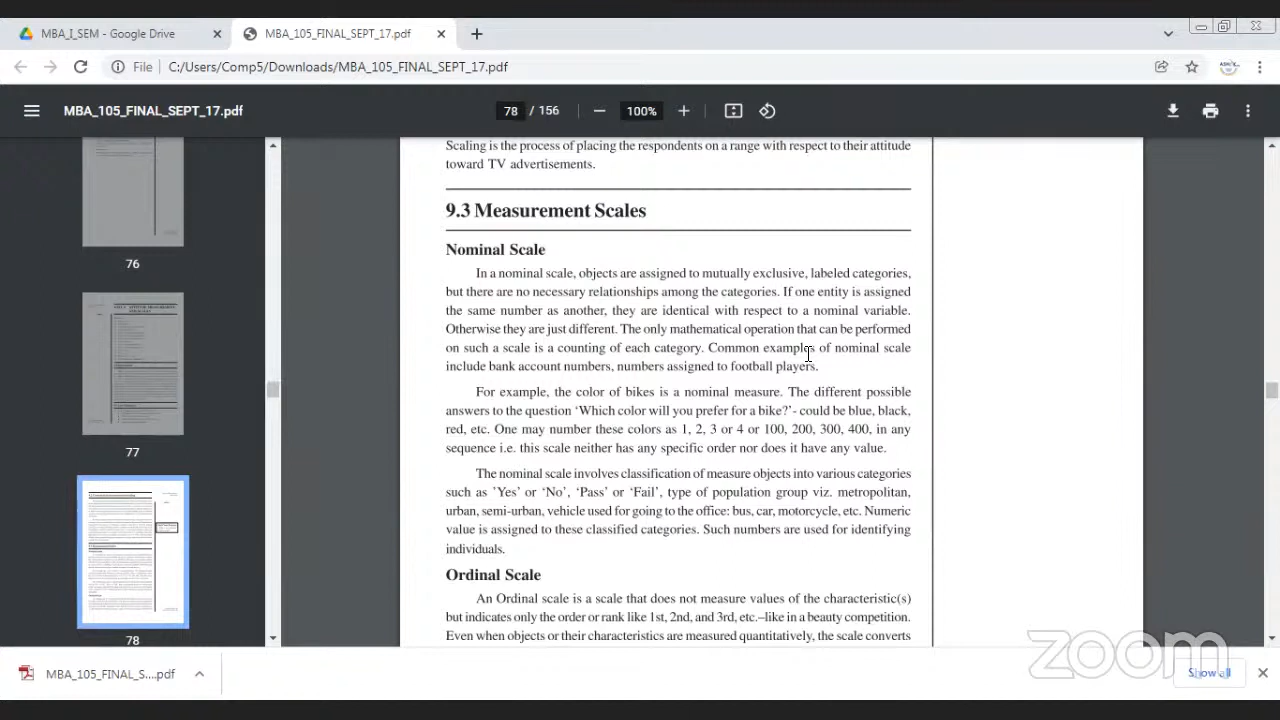 MBA_I_SEM - Google Drive
MBA_105_FINAL_SEPT_17.pdf
File
C:/Users/Comp5/Downloads/MBA_105_FINAL_SEPT_17.pdf
MBA_105_FINAL_SEPT_17.pdf
78 / 156
100%
76
77
78
Scaling is the process of placing the respondents on a range with respect to their attitude
toward TV advertisements.
9.3 Measurement Scales
Nominal Scale
In a nominal scale, objects are assigned to mutually exclusive, labeled categories,
but there are no necessary relationships among the categories. If one entity is assigned
the same number as another, they are identical with respect to a nominal variable.
Otherwise they are just different. The only mathematical operation that can be performed
on such a scale is a counting of each category. Common examples of nominal scale
include bank account numbers, numbers assigned to football players.
For example, the color of bikes is a nominal measure. The different possible
answers to the question ‘Which color will you prefer for a bike?’- could be blue, black,
red, etc. One may number these colors as 1, 2, 3 or 4 or 100, 200, 300, 400, in any
sequence i.e. this scale neither has any specific order nor does it have any value.
The nominal scale involves classification of measure objects into various categories
such as ’Yes’ or ‘No’, ‘Pass’ or ‘Fail’, type of population group viz. metropolitan,
urban, semi-urban, vehicle used for going to the office: bus, car, motorcycle, etc. Numeric
value is assigned to these classified categories. Such numbers are used for identifying
individuals.
Ordinal Scale
An Ordinal scale is a scale that does not measure values of the characteristic(s)
but indicates only the order or rank like 1st, 2nd, and 3rd, etc.–like in a beauty competition.
Even when objects or their characteristics are measured quantitatively, the scale converts
MBA_105_FINAL_S....pdf
Show all
zoom